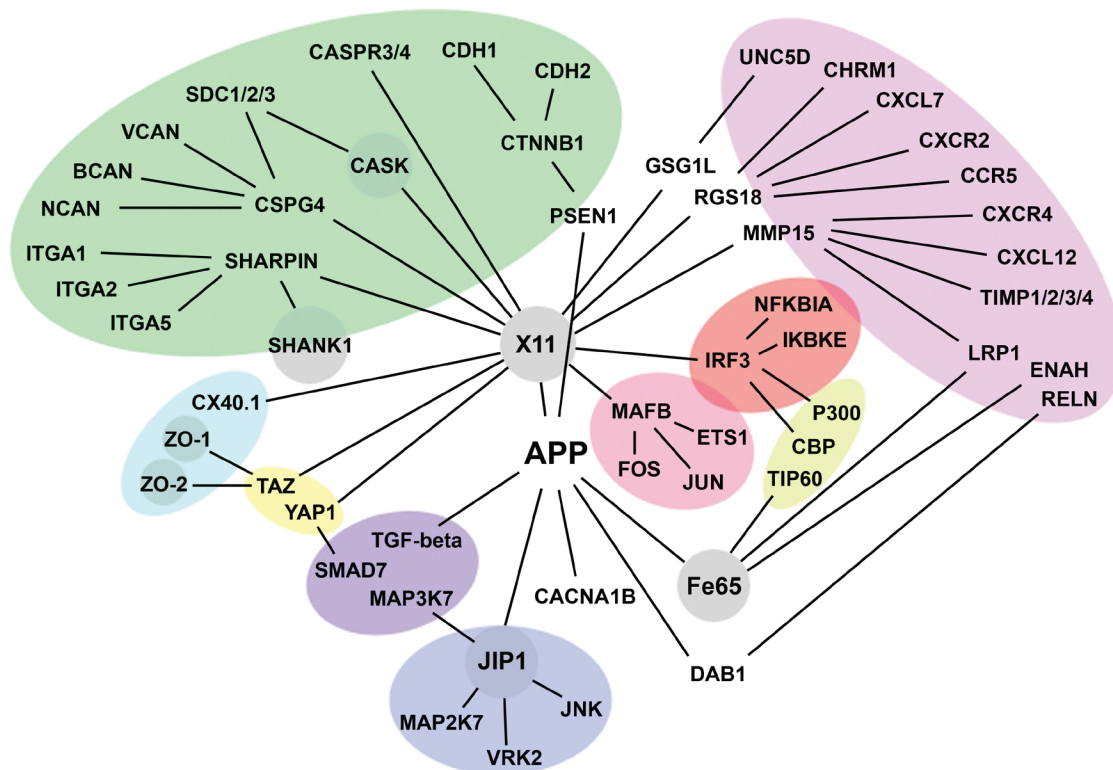 CASPR3/4
CDH1
UNC5D
CHRM1
CDH2
SDC1/2/3
CXCL7
VCAN
CTNNB1
CXCR2
CASK
GSG1L
BCAN
CCR5
RGS18
NCAN
CSPG4
PSEN1
CXCR4
MMP15
ITGA1
SHARPIN
CXCL12
ITGA2
TIMP1/2/3/4
NFKBIA
ITGA5
IKBKE
SHANK1
X11
LRP1
IRF3
ENAH
RELN
CX40.1
MAFB
P300
ZO-1
ETS1
CBP
APP
FOS
JUN
TIP60
ZO-2
TAZ
YAP1
TGF-beta
SMAD7
Fe65
MAP3K7
CACNA1B
JIP1
DAB1
JNK
MAP2K7
VRK2